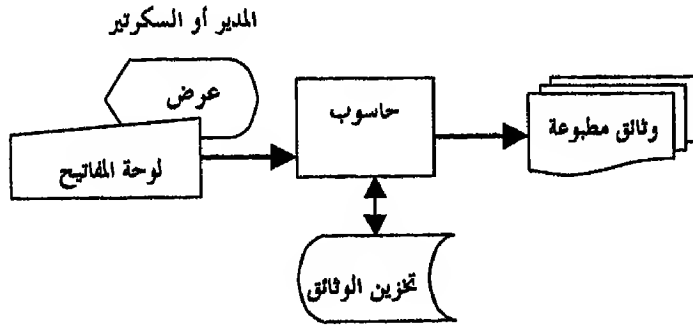 المدير أو السكرتير
عرض
لوحة المفاتيح
حاسوب
وثائق مطبوعة
تخزين الوثائق